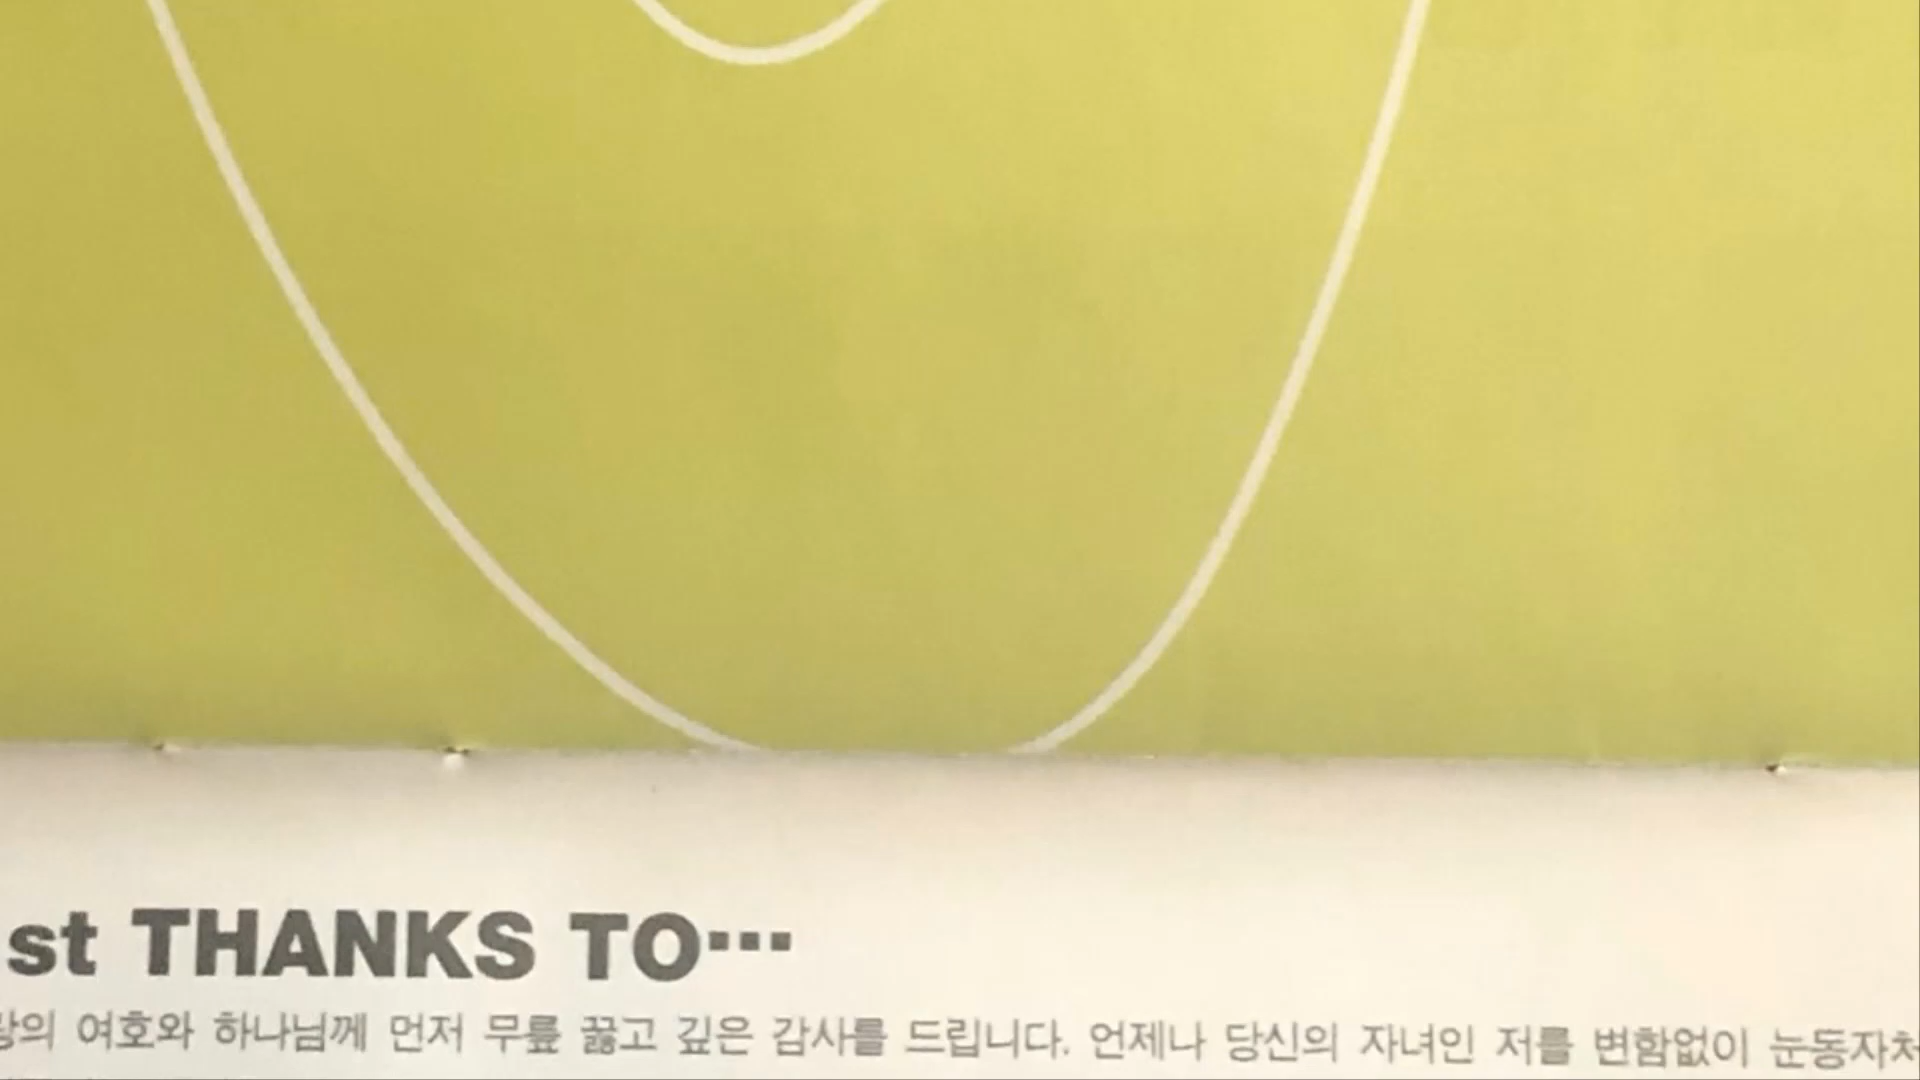 st THANKS TO…
의 여호와 하나님께 먼저 무릎 꿇고 깊은 감사를 드립니다. 언제나 당신의 자녀인 저를 변함없이 눈동자처